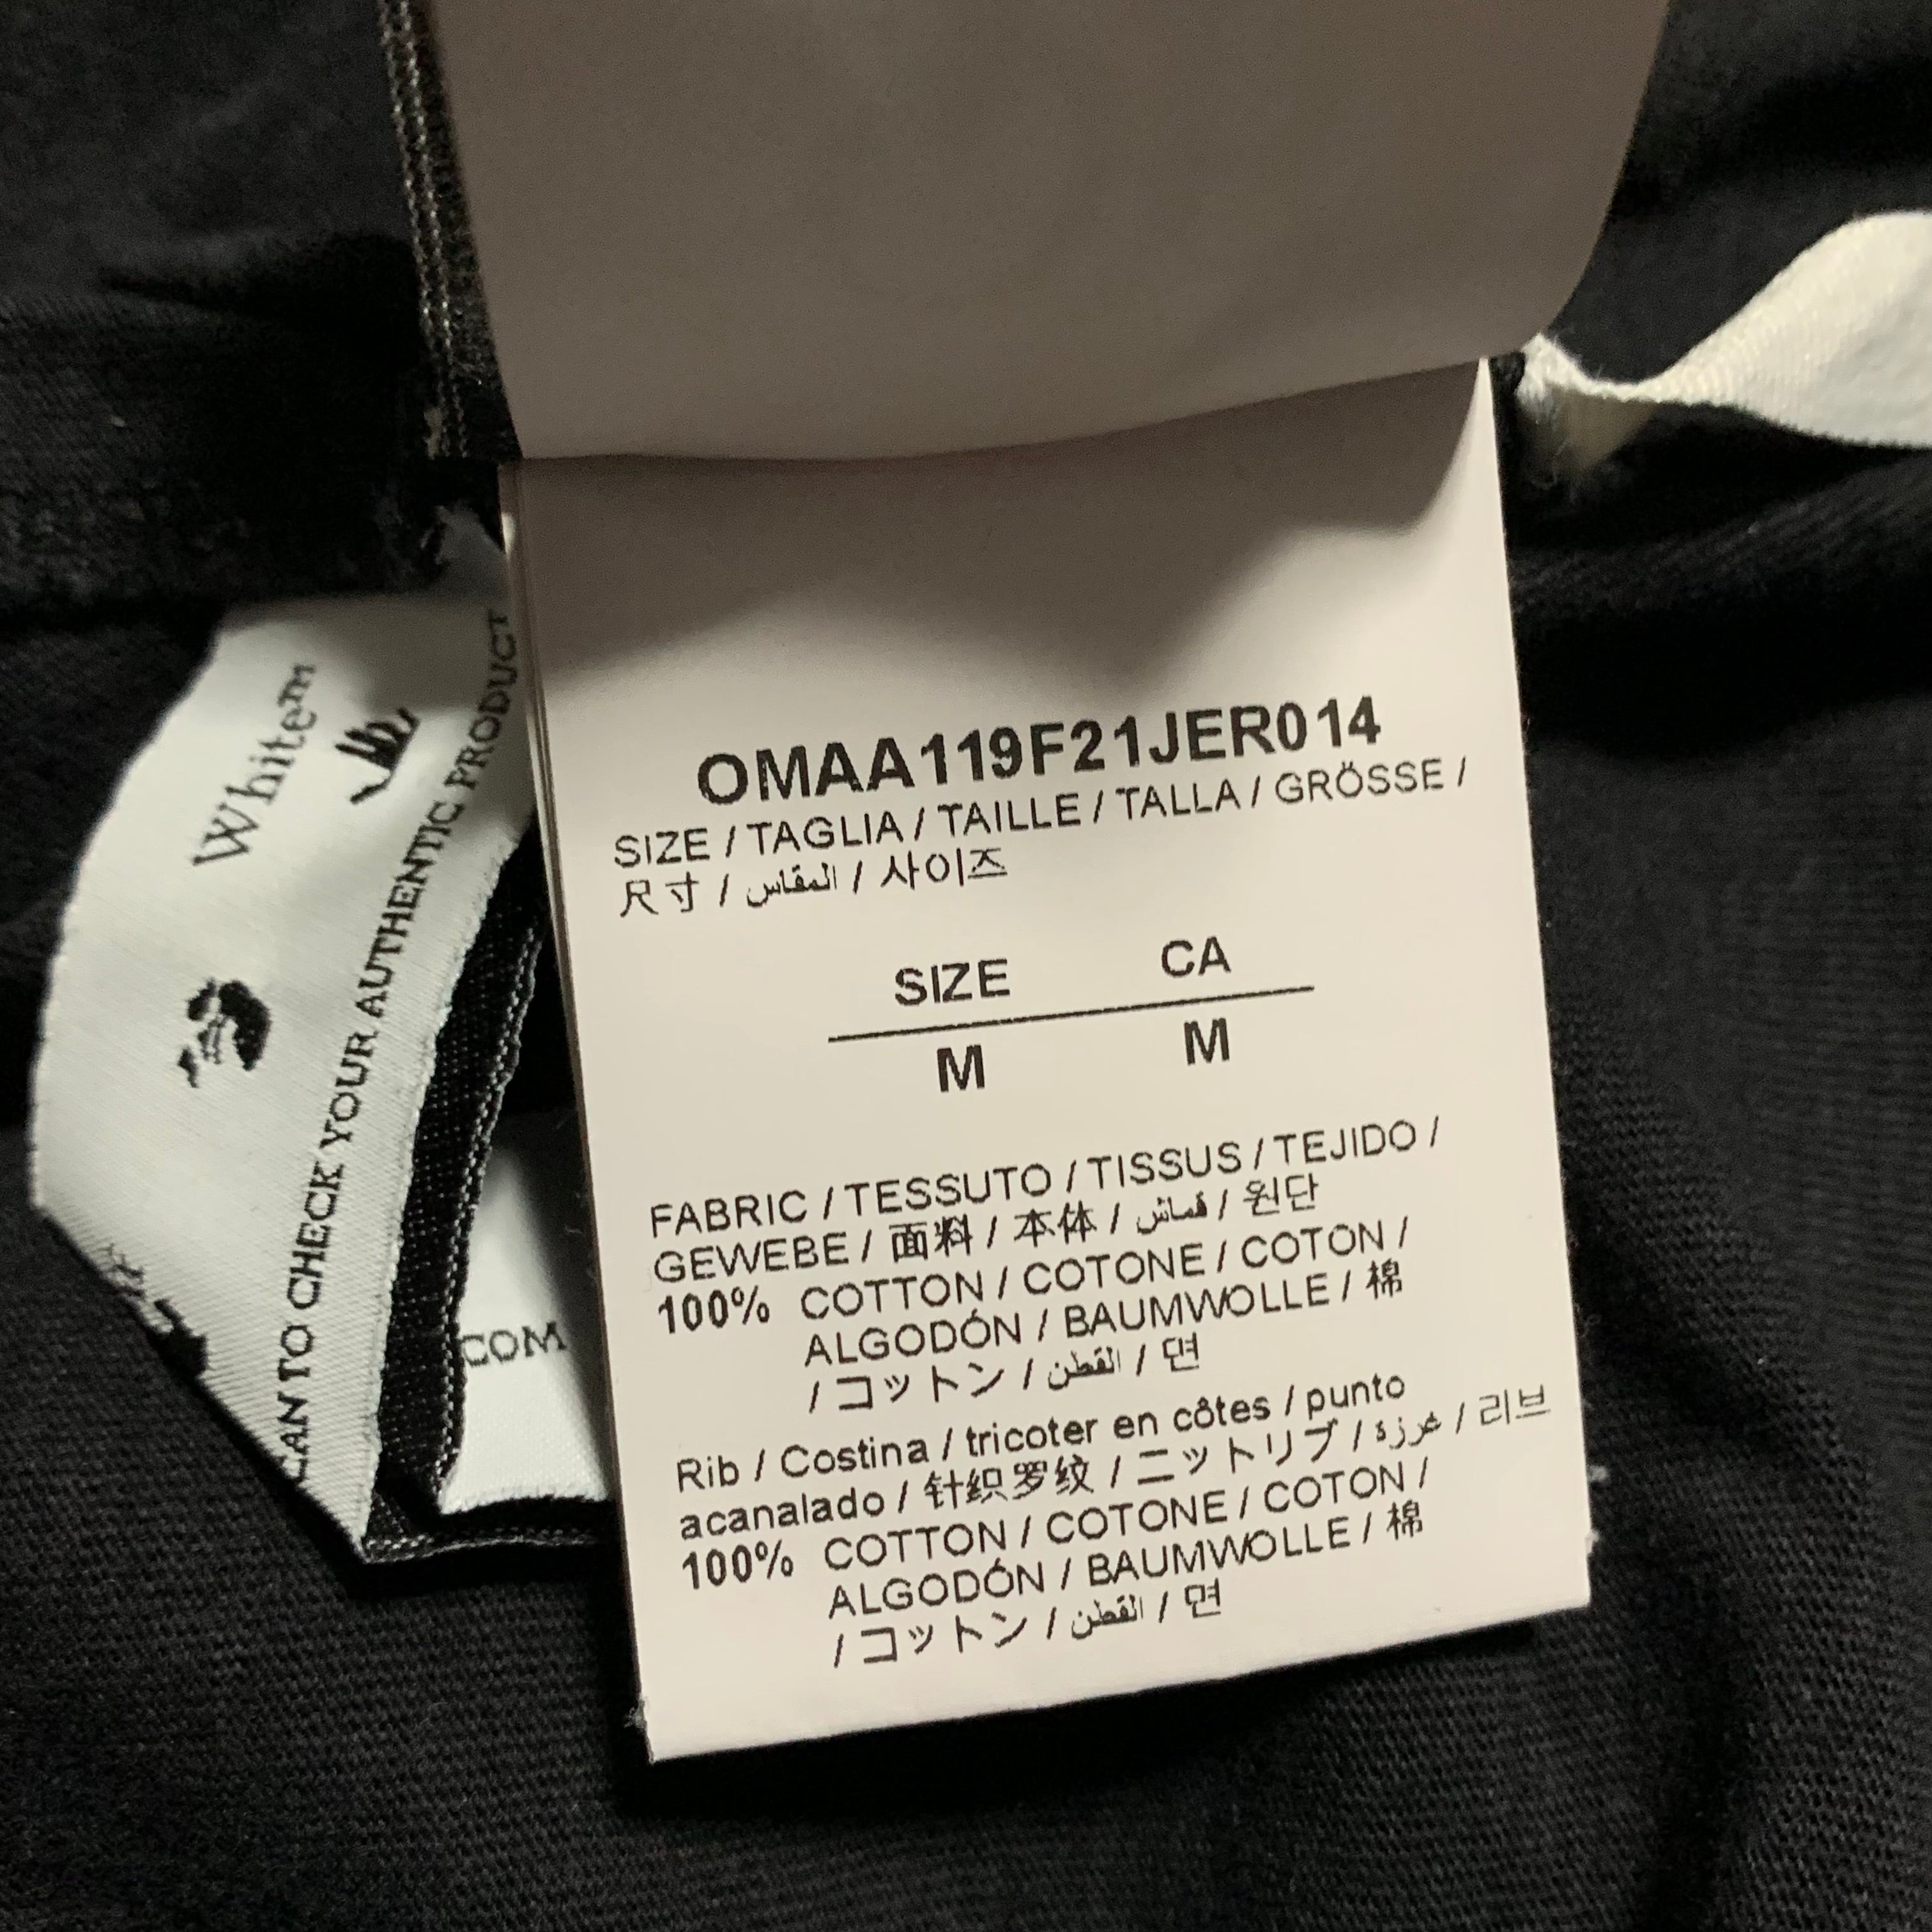 OMAA119F21JER014
SIZE / TAGLIA / TAILLE / TALLA / GRÖSSE /
尺寸 / المقاس / 사이즈
SIZE CA
M M
FABRIC / TESSUTO / TISSUS / TEJIDO /
GEWEBE / 面料 / 本体 / قماش / 원단
100% COTTON / COTONE / COTON /
ALGODÓN / BAUMWOLLE / 棉
/ コットン / القطن / 면
Rib / Costina / tricoter en côtes / punto
acanalado / 针织罗纹 / ニットリブ / غرزة / 리브
100% COTTON / COTONE / COTON /
ALGODÓN / BAUMWOLLE / 棉
/ コットン / القطن / 면
White™
CAN TO CHECK YOUR AUTHENTIC PRODUCT
COM